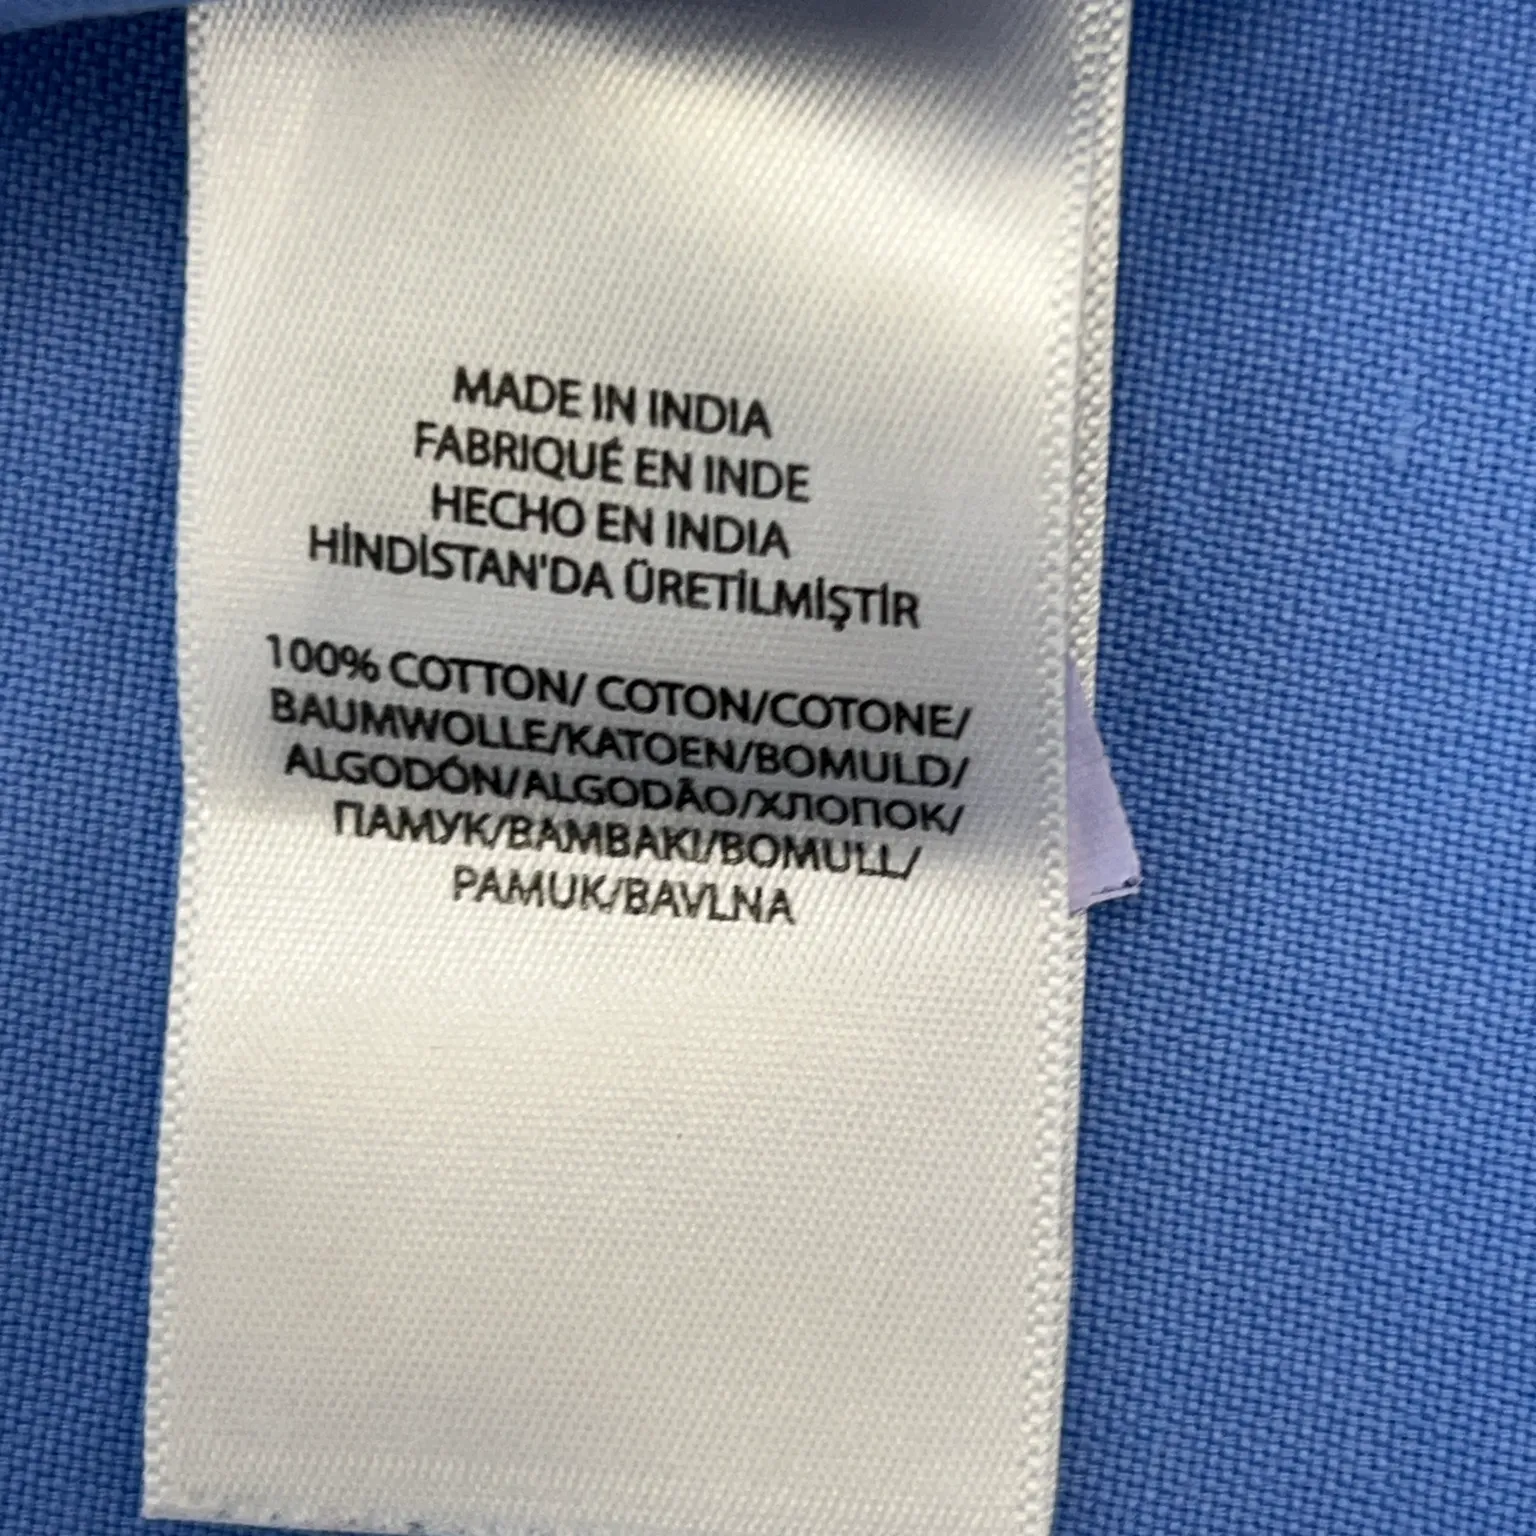 MADE IN INDIA
FABRIQUÉ EN INDE
HECHO EN INDIA
HİNDİSTAN'DA ÜRETİLMİŞTİR
100% COTTON/ COTON/COTONE/
BAUMWOLLE/KATOEN/BOMULD/
ALGODÓN/ALGODÃO/ХЛОПОК/
ПАМУК/BAMBAKI/BOMULL/
PAMUK/BAVLNA